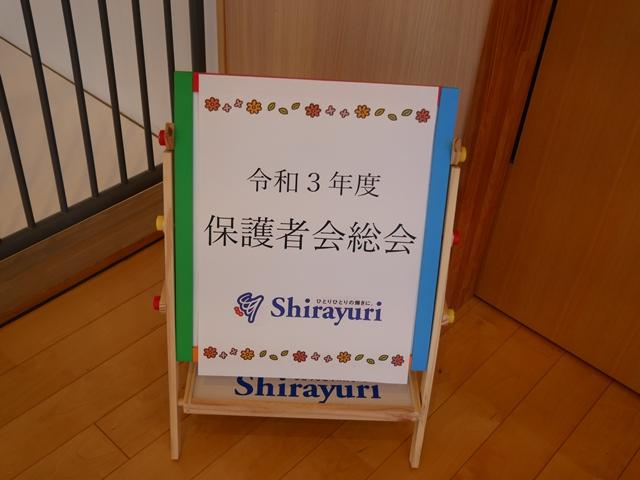 令和３年度
保護者会総会
ひとりひとりの輝きに。
Shirayuri
Shirayuri